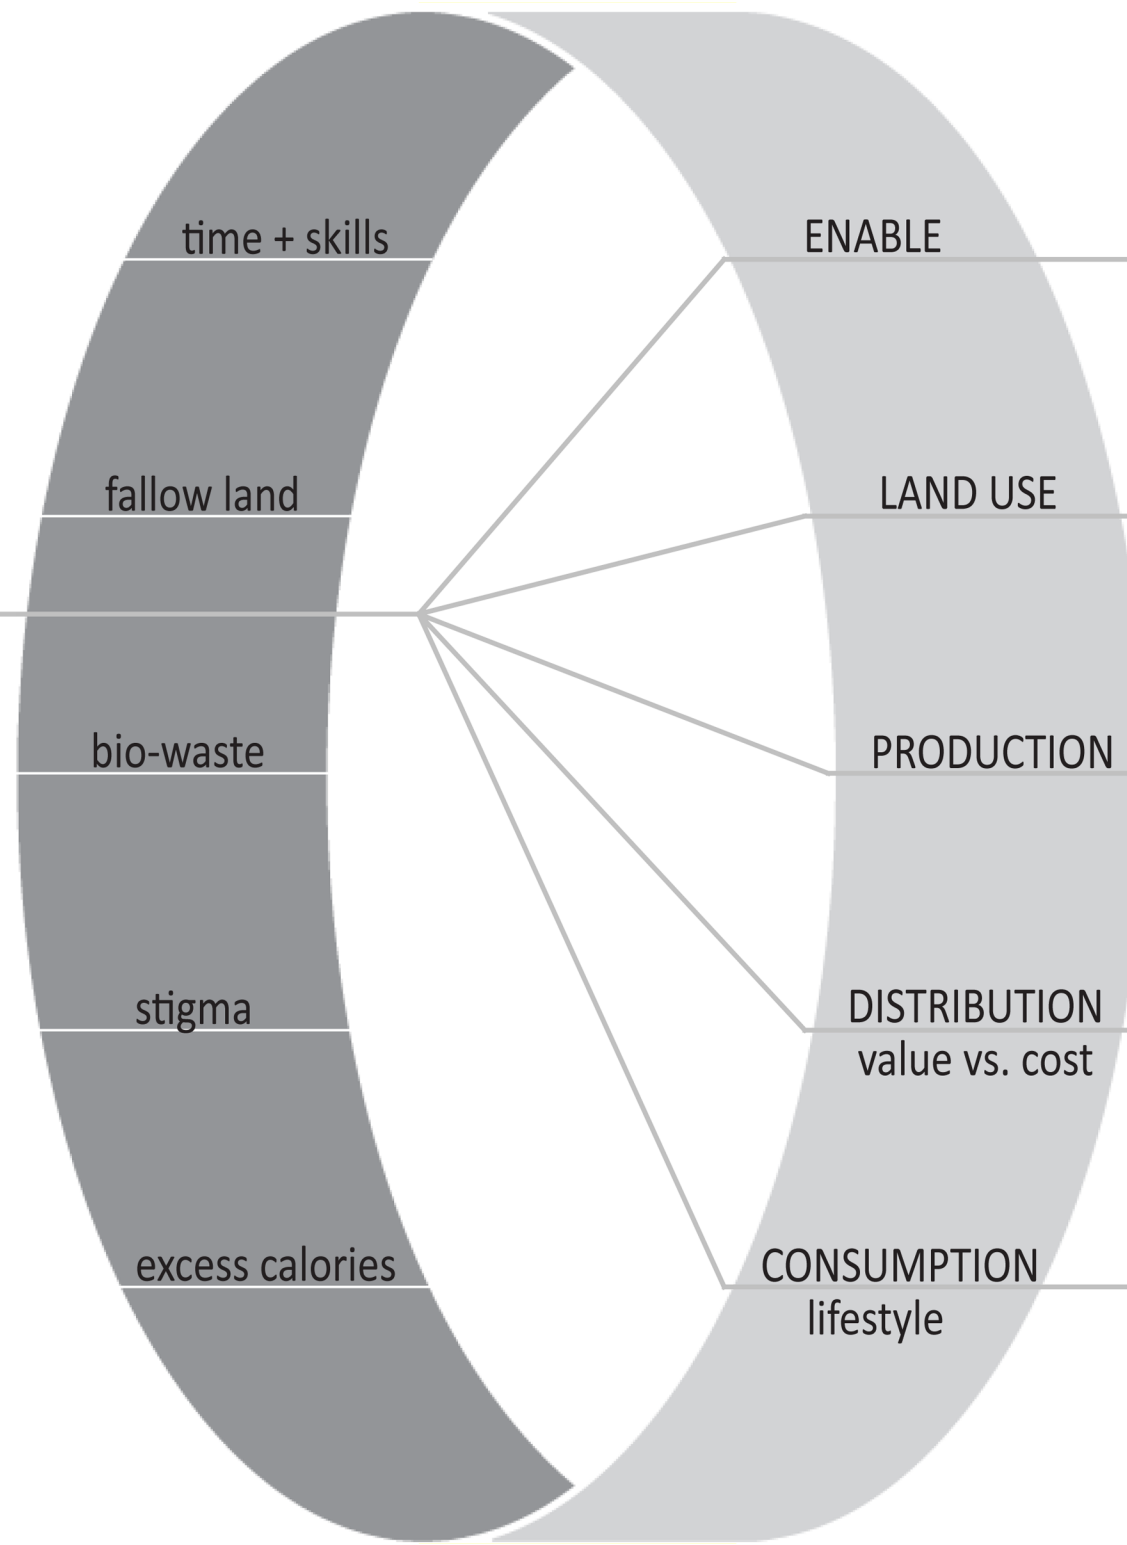 time + skills
ENABLE
fallow land
LAND USE
bio-waste
PRODUCTION
stigma
DISTRIBUTION
value vs. cost
excess calories
CONSUMPTION
lifestyle